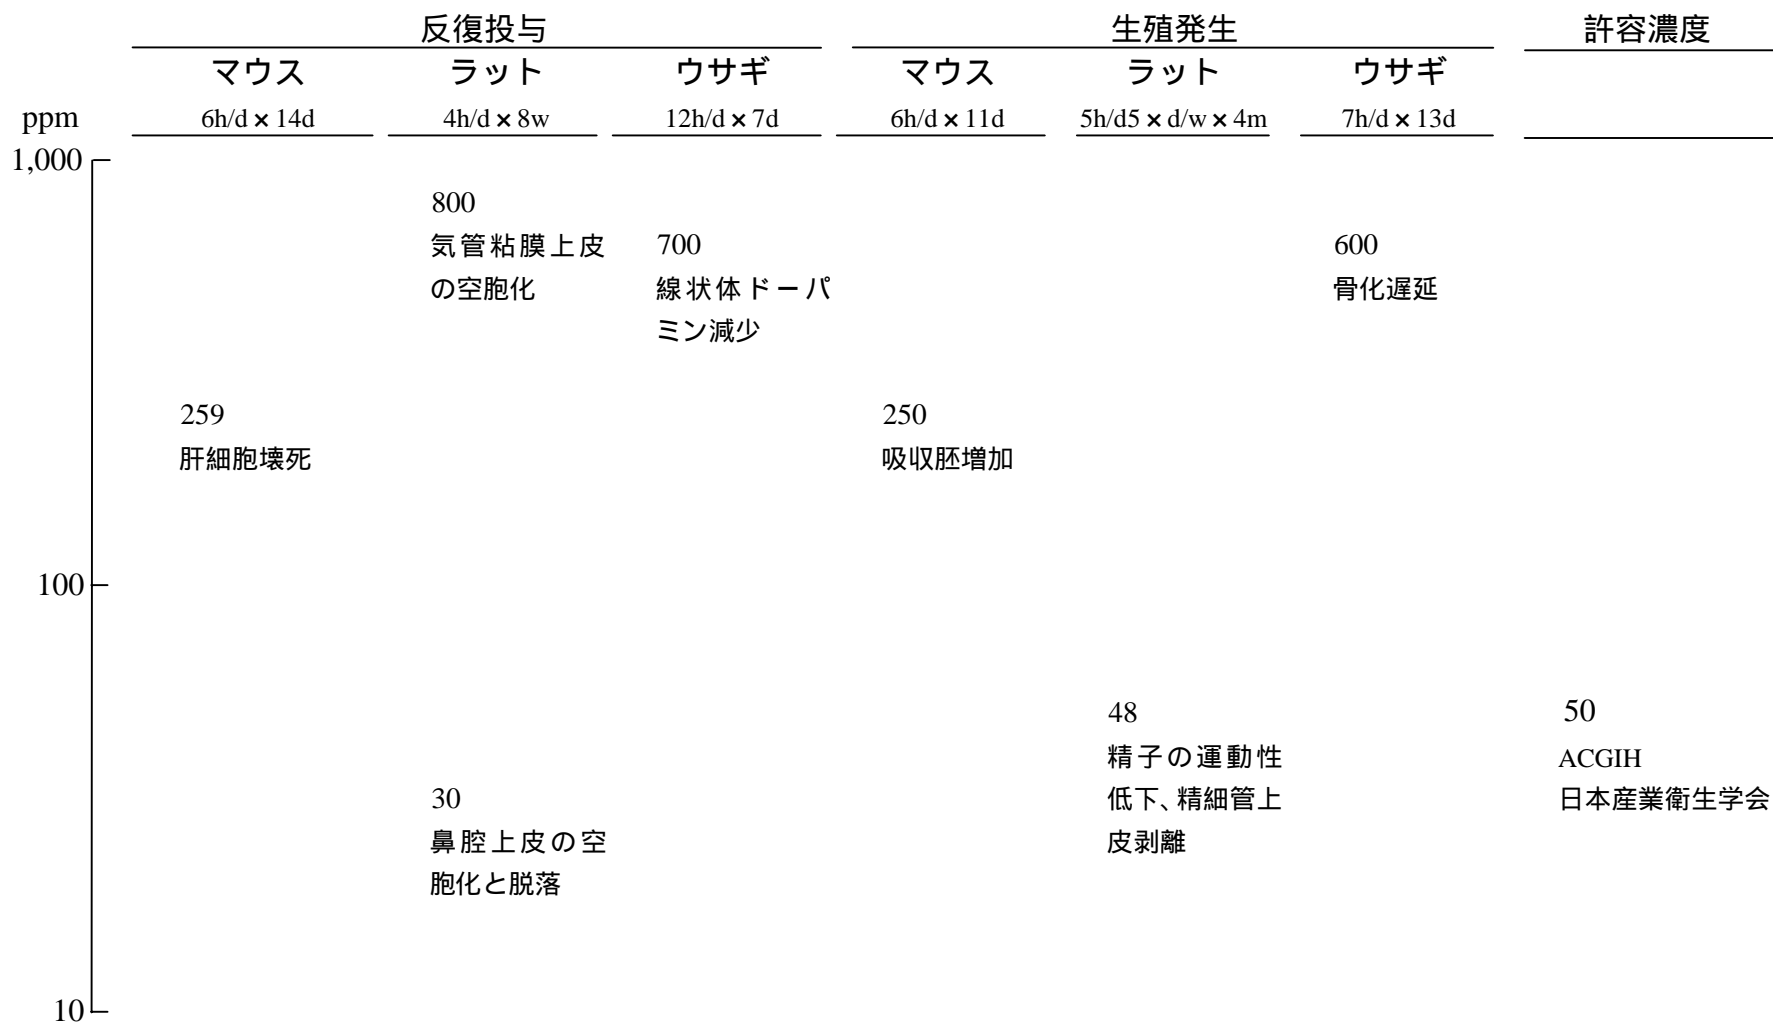 反復投与 生殖発生 許容濃度
マウス ラット ウサギ マウス ラット ウサギ
ppm 6h/d × 14d 4h/d × 8w 12h/d × 7d 6h/d × 11d 5h/d5 × d/w × 4m 7h/d × 13d
1,000
800
気管粘膜上皮
の空胞化
700
線状体ドーパ
ミン減少
600
骨化遅延
259
肝細胞壊死
250
吸収胚増加
100
48
精子の運動性
低下、精細管上
皮剥離
50
ACGIH
日本産業衛生学会
30
鼻腔上皮の空
胞化と脱落
10